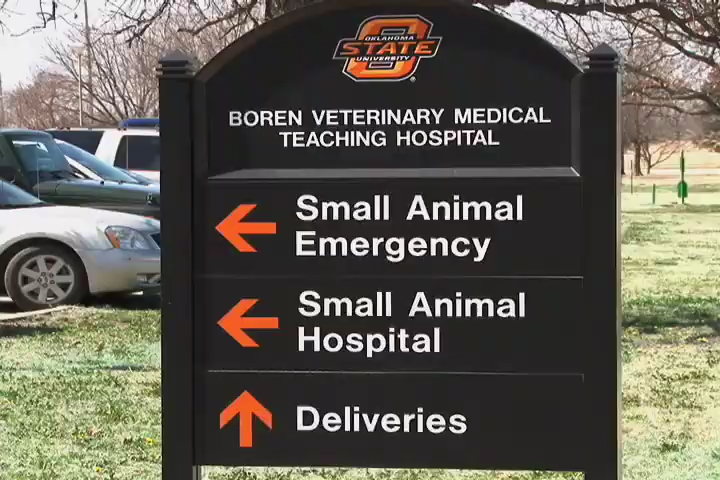 OKLAHOMA
STATE
UNIVERSITY
BOREN VETERINARY MEDICAL
TEACHING HOSPITAL
Small Animal
Emergency
Small Animal
Hospital
Deliveries